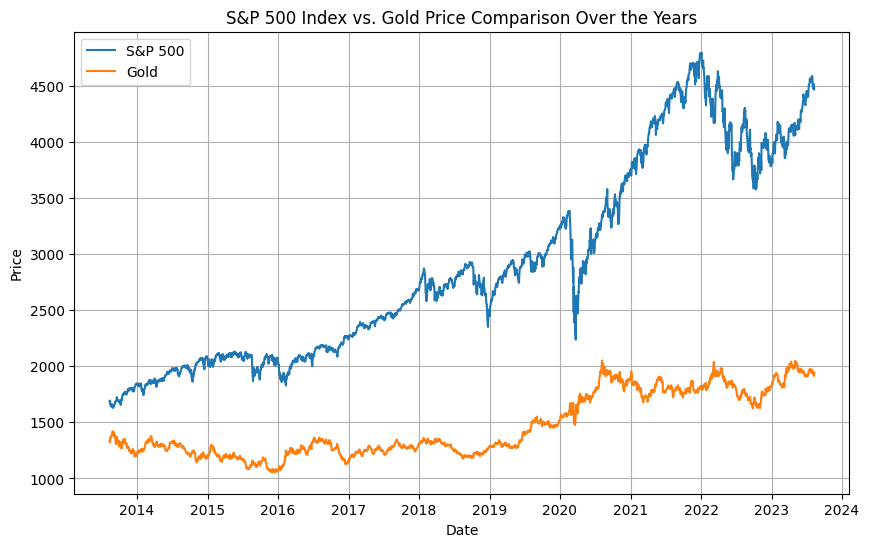 S&P 500 Index vs. Gold Price Comparison Over the Years
S&P 500
Gold
4500
4000
3500
3000
2500
2000
1500
1000
Price
2014 2015 2016 2017 2018 2019 2020 2021 2022 2023 2024
Date